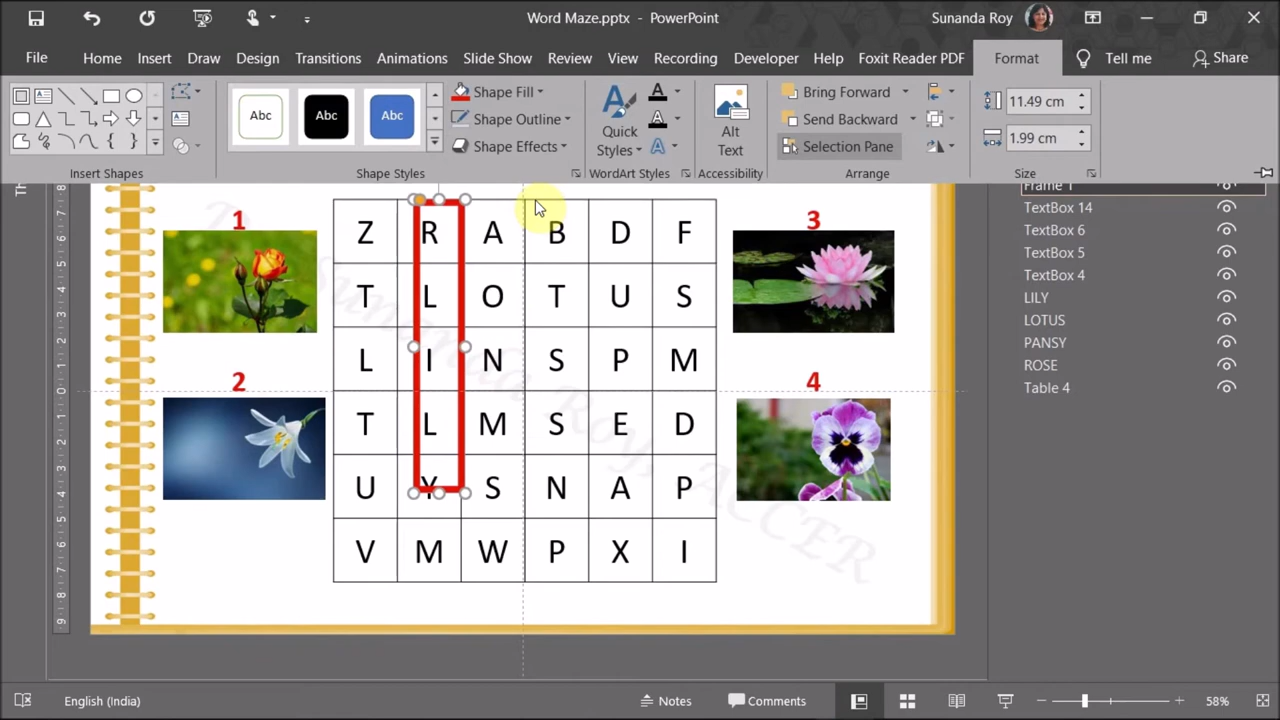 Word Maze.pptx - PowerPoint
Sunanda Roy
File Home Insert Draw Design Transitions Animations Slide Show Review View Recording Developer Help Foxit Reader PDF Format Tell me Share
Abc Abc Abc
Shape Fill
Shape Outline
Shape Effects
Quick Styles
Alt Text
Bring Forward
Send Backward
Selection Pane
11.49 cm
1.99 cm
Insert Shapes Shape Styles WordArt Styles Accessibility Arrange Size
1
2
Z R A B D F
T L O T U S
L I N S P M
T L M S E D
U Y S N A P
V M W P X I
3
4
Sunanda Roy, ACCER
Frame 1
TextBox 14
TextBox 6
TextBox 5
TextBox 4
LILY
LOTUS
PANSY
ROSE
Table 4
English (India)
Notes
Comments
58%